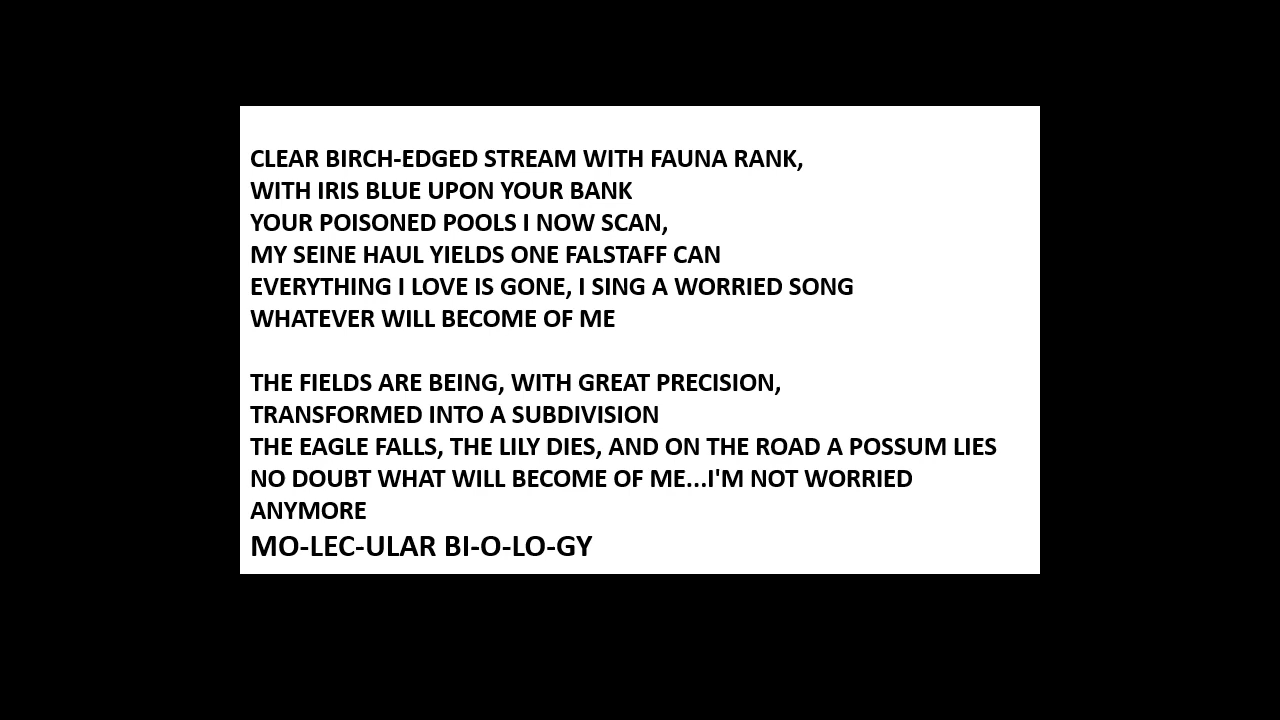 CLEAR BIRCH-EDGED STREAM WITH FAUNA RANK,
WITH IRIS BLUE UPON YOUR BANK
YOUR POISONED POOLS I NOW SCAN,
MY SEINE HAUL YIELDS ONE FALSTAFF CAN
EVERYTHING I LOVE IS GONE, I SING A WORRIED SONG
WHATEVER WILL BECOME OF ME
THE FIELDS ARE BEING, WITH GREAT PRECISION,
TRANSFORMED INTO A SUBDIVISION
THE EAGLE FALLS, THE LILY DIES, AND ON THE ROAD A POSSUM LIES
NO DOUBT WHAT WILL BECOME OF ME...I'M NOT WORRIED
ANYMORE
MO-LEC-ULAR BI-O-LO-GY